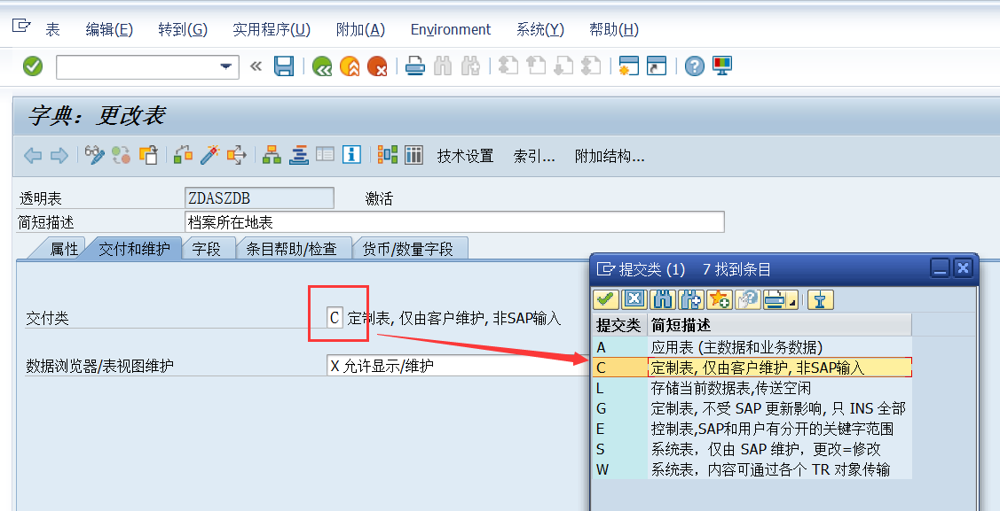 表 编辑(E) 转到(G) 实用程序(U) 附加(A) Environment 系统(Y) 帮助(H)
字典：更改表
技术设置 索引... 附加结构...
透明表 ZDASZDB 激活
简短描述 档案所在地表
属性 交付和维护 字段 条目帮助/检查 货币/数量字段
交付类 C 定制表, 仅由客户维护, 非SAP输入
数据浏览器/表视图维护 X 允许显示/维护
提交类 (1) 7 找到条目
提交类 简短描述
A 应用表 (主数据和业务数据)
C 定制表, 仅由客户维护, 非SAP输入
L 存储当前数据表,传送空闲
G 定制表, 不受 SAP 更新影响, 只 INS 全部
E 控制表,SAP和用户有分开的关键字范围
S 系统表，仅由 SAP 维护，更改=修改
W 系统表，内容可通过各个 TR 对象传输